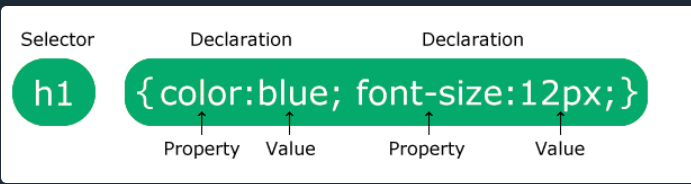 Selector Declaration Declaration
h1 {color:blue; font-size:12px;}
Property Value Property Value